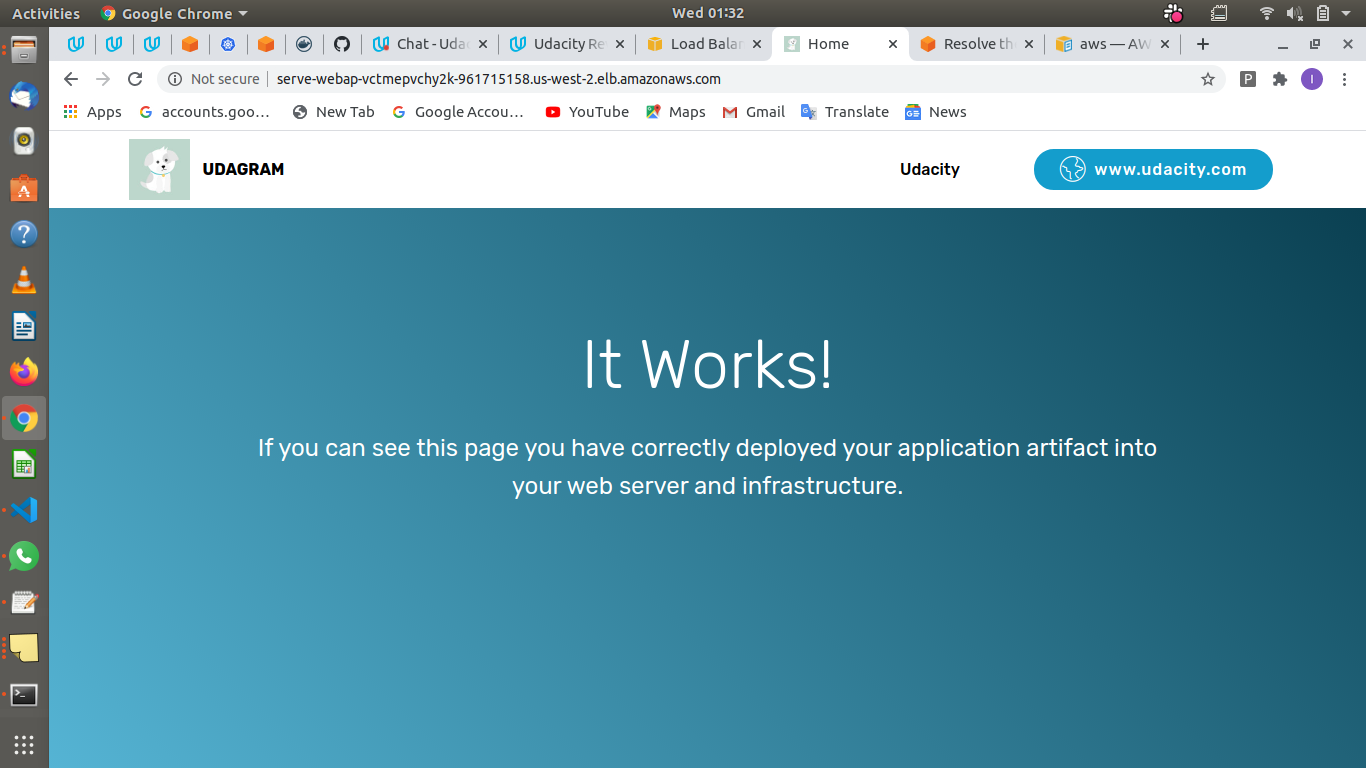 Activities
Google Chrome
Wed 01:32
Chat - Udac
Udacity Re
Load Balan
Home
Resolve th
aws — AW
Not secure
serve-webap-vctmepvchy2k-961715158.us-west-2.elb.amazonaws.com
P
I
Apps
accounts.goo…
New Tab
Google Accou…
YouTube
Maps
Gmail
Translate
News
UDAGRAM
Udacity
www.udacity.com
It Works!
If you can see this page you have correctly deployed your application artifact into
your web server and infrastructure.